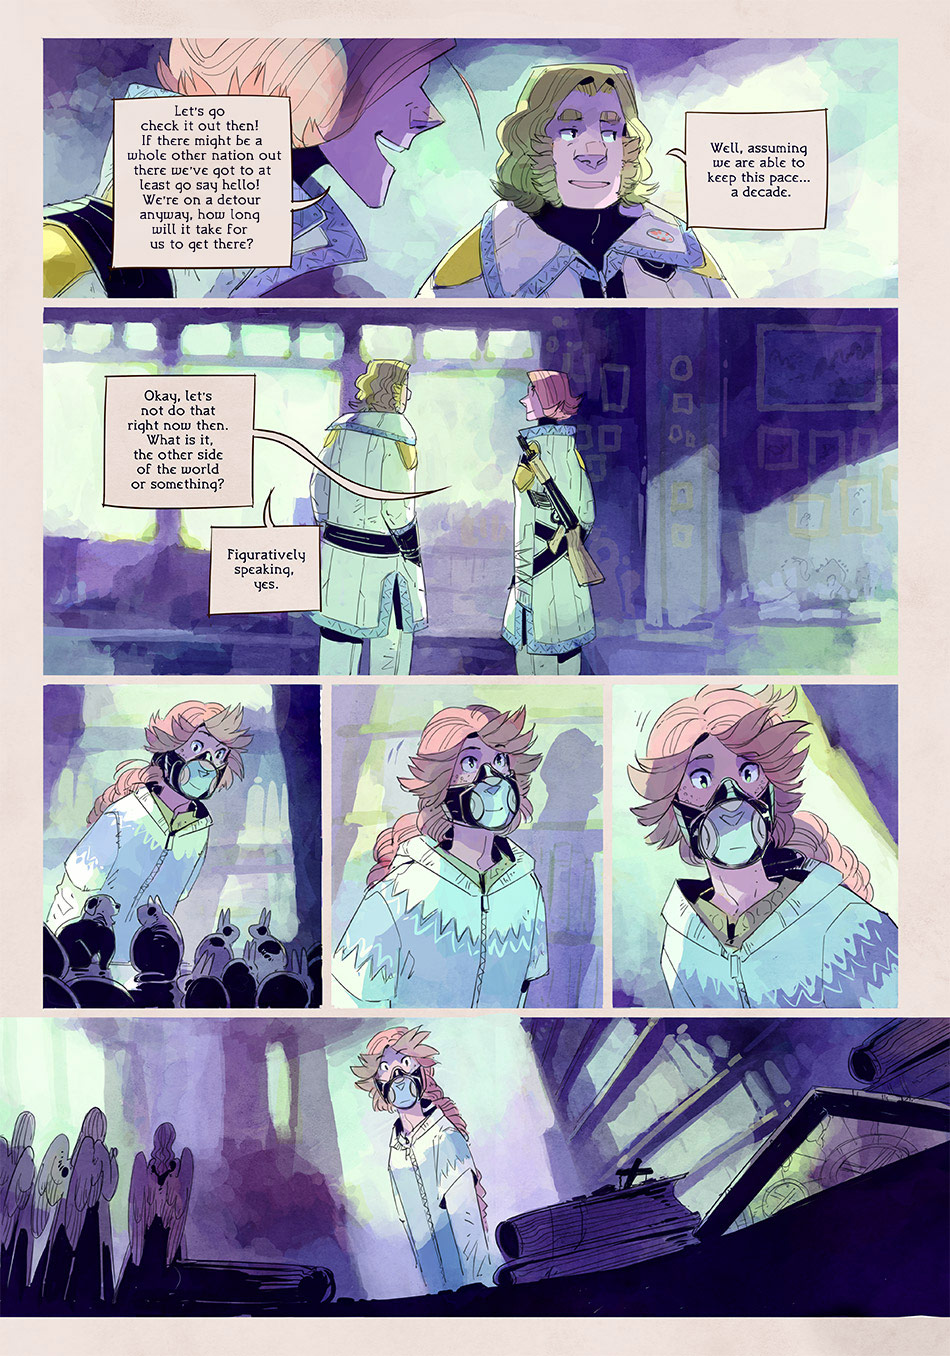 Let's go
check it out then!
If there might be a
whole other nation out
there we've got to at
least go say hello!
We're on a detour
anyway, how long
will it take for
us to get there?
Well, assuming
we are able to
keep this pace...
a decade.
Okay, let's
not do that
right now then.
What is it,
the other side
of the world
or something?
Figuratively
speaking,
yes.